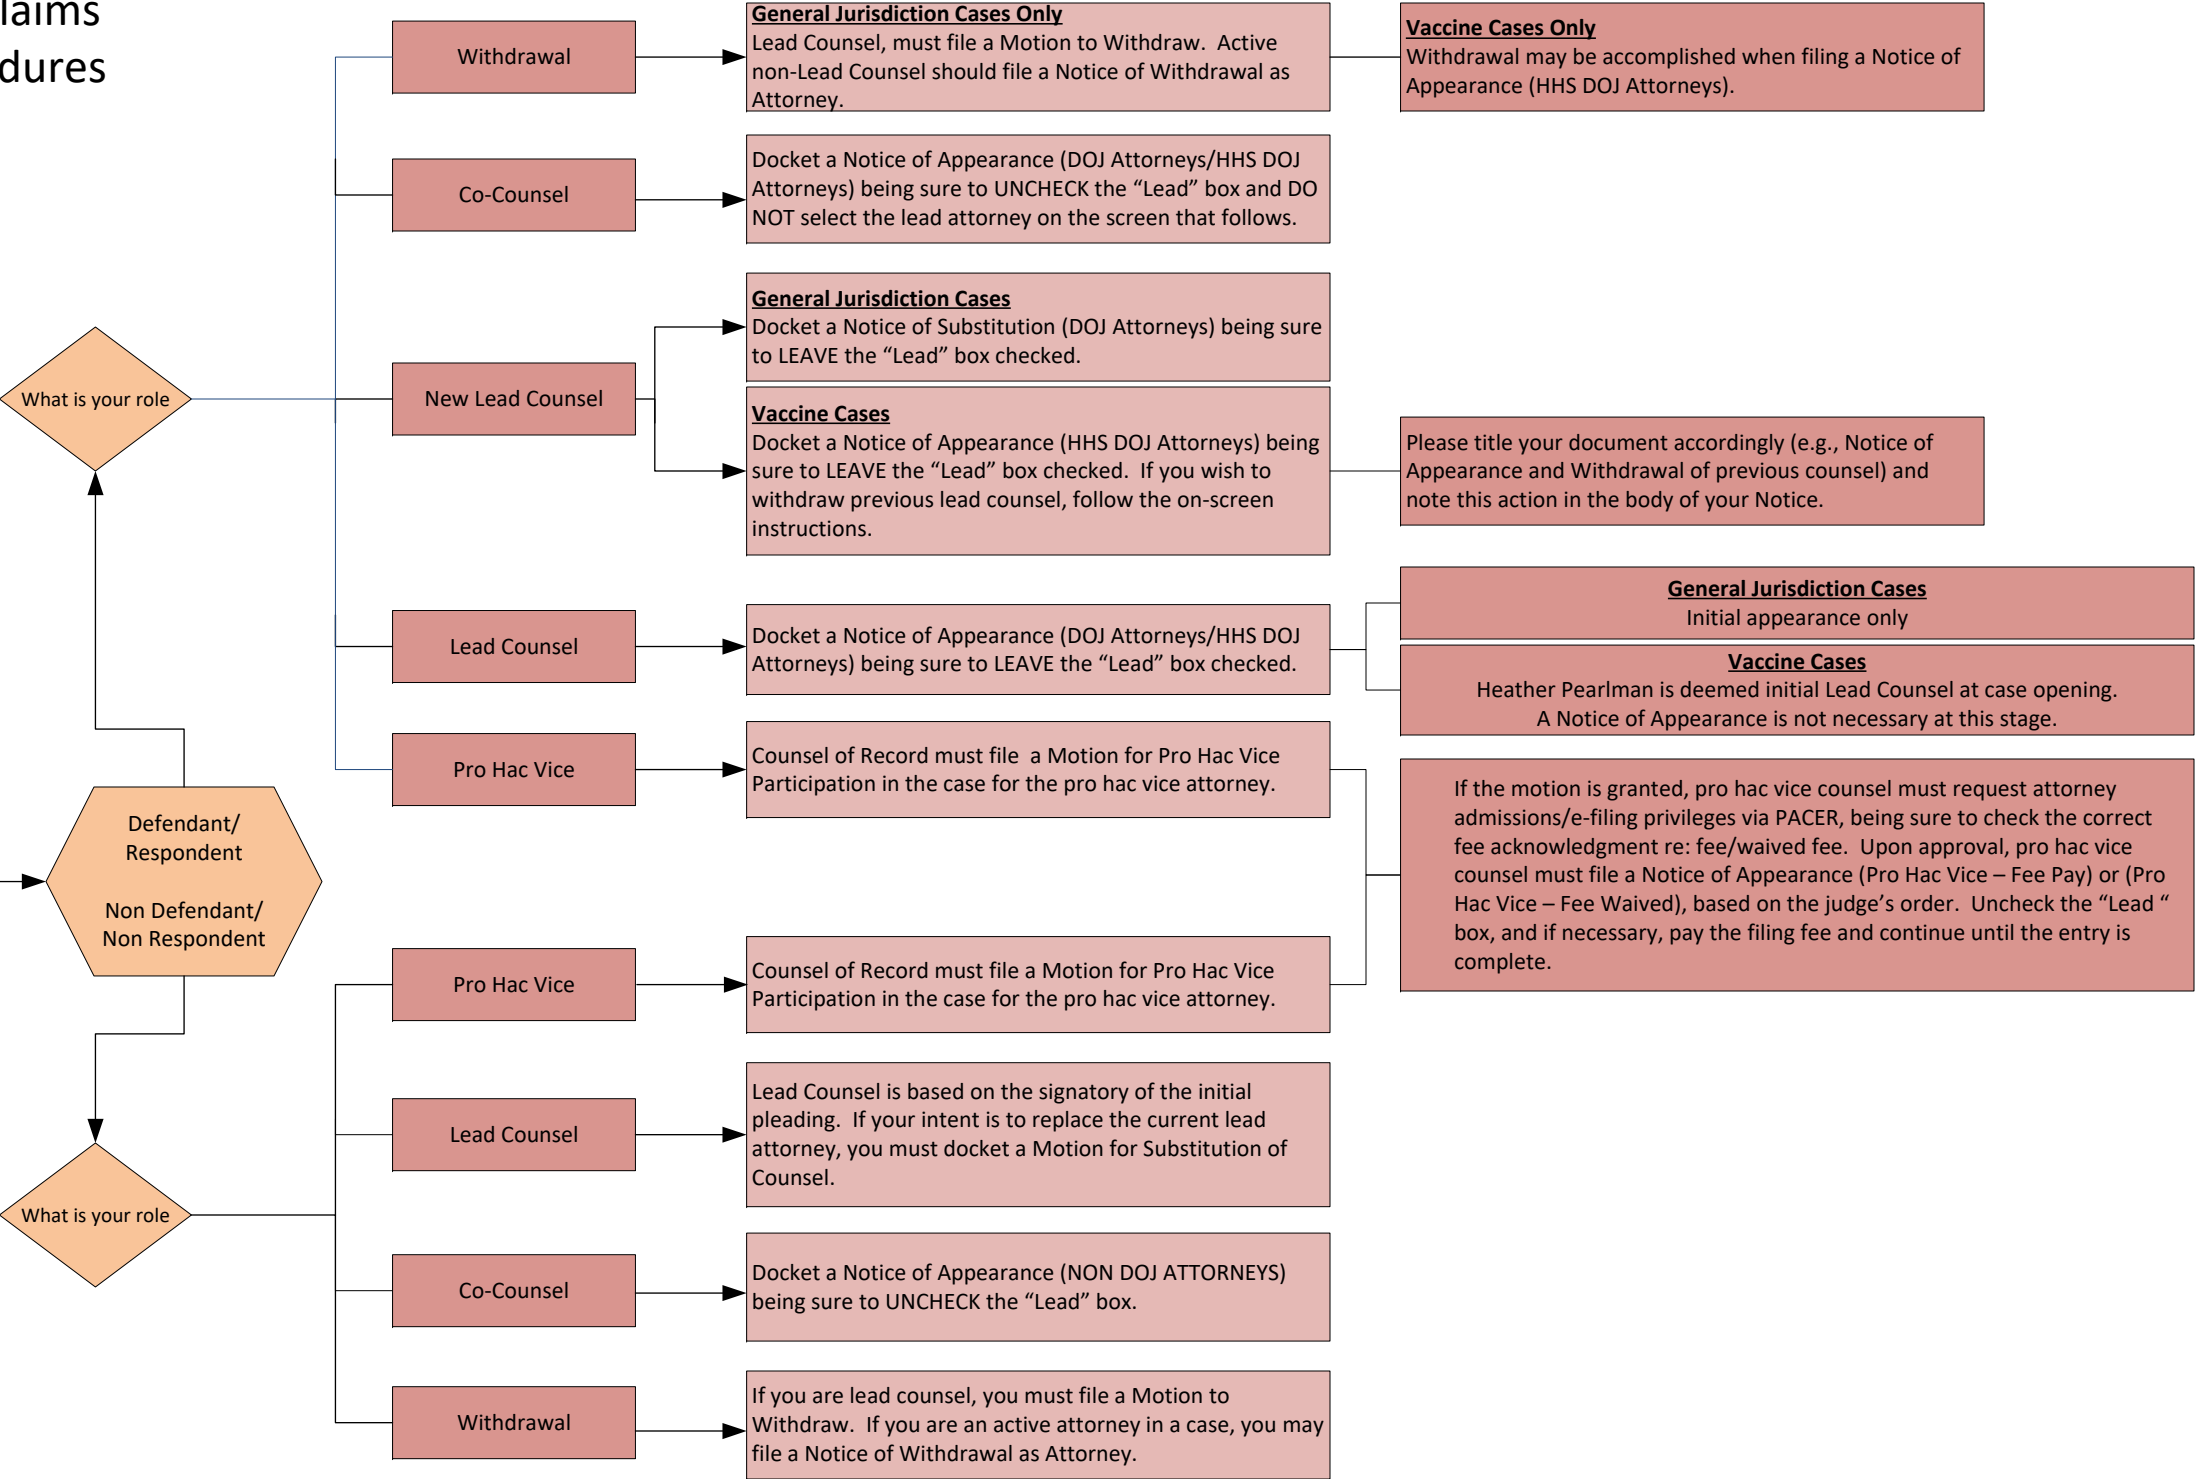 laims
dures
Withdrawal
General Jurisdiction Cases Only
Lead Counsel, must file a Motion to Withdraw.  Active
non-Lead Counsel should file a Notice of Withdrawal as
Attorney.
Vaccine Cases Only
Withdrawal may be accomplished when filing a Notice of
Appearance (HHS DOJ Attorneys).
Co-Counsel
Docket a Notice of Appearance (DOJ Attorneys/HHS DOJ
Attorneys) being sure to UNCHECK the “Lead” box and DO
NOT select the lead attorney on the screen that follows.
What is your role
New Lead Counsel
General Jurisdiction Cases
Docket a Notice of Substitution (DOJ Attorneys) being sure
to LEAVE the “Lead” box checked.
Vaccine Cases
Docket a Notice of Appearance (HHS DOJ Attorneys) being
sure to LEAVE the “Lead” box checked.  If you wish to
withdraw previous lead counsel, follow the on-screen
instructions.
Please title your document accordingly (e.g., Notice of
Appearance and Withdrawal of previous counsel) and
note this action in the body of your Notice.
Lead Counsel
Docket a Notice of Appearance (DOJ Attorneys/HHS DOJ
Attorneys) being sure to LEAVE the “Lead” box checked.
General Jurisdiction Cases
Initial appearance only
Vaccine Cases
Heather Pearlman is deemed initial Lead Counsel at case opening.
A Notice of Appearance is not necessary at this stage.
Pro Hac Vice
Counsel of Record must file  a Motion for Pro Hac Vice
Participation in the case for the pro hac vice attorney.
If the motion is granted, pro hac vice counsel must request attorney
admissions/e-filing privileges via PACER, being sure to check the correct
fee acknowledgment re: fee/waived fee.  Upon approval, pro hac vice
counsel must file a Notice of Appearance (Pro Hac Vice – Fee Pay) or (Pro
Hac Vice – Fee Waived), based on the judge’s order.  Uncheck the “Lead “
box, and if necessary, pay the filing fee and continue until the entry is
complete.
Defendant/
Respondent
Non Defendant/
Non Respondent
Pro Hac Vice
Counsel of Record must file a Motion for Pro Hac Vice
Participation in the case for the pro hac vice attorney.
Lead Counsel
Lead Counsel is based on the signatory of the initial
pleading.  If your intent is to replace the current lead
attorney, you must docket a Motion for Substitution of
Counsel.
What is your role
Co-Counsel
Docket a Notice of Appearance (NON DOJ ATTORNEYS)
being sure to UNCHECK the “Lead” box.
Withdrawal
If you are lead counsel, you must file a Motion to
Withdraw.  If you are an active attorney in a case, you may
file a Notice of Withdrawal as Attorney.